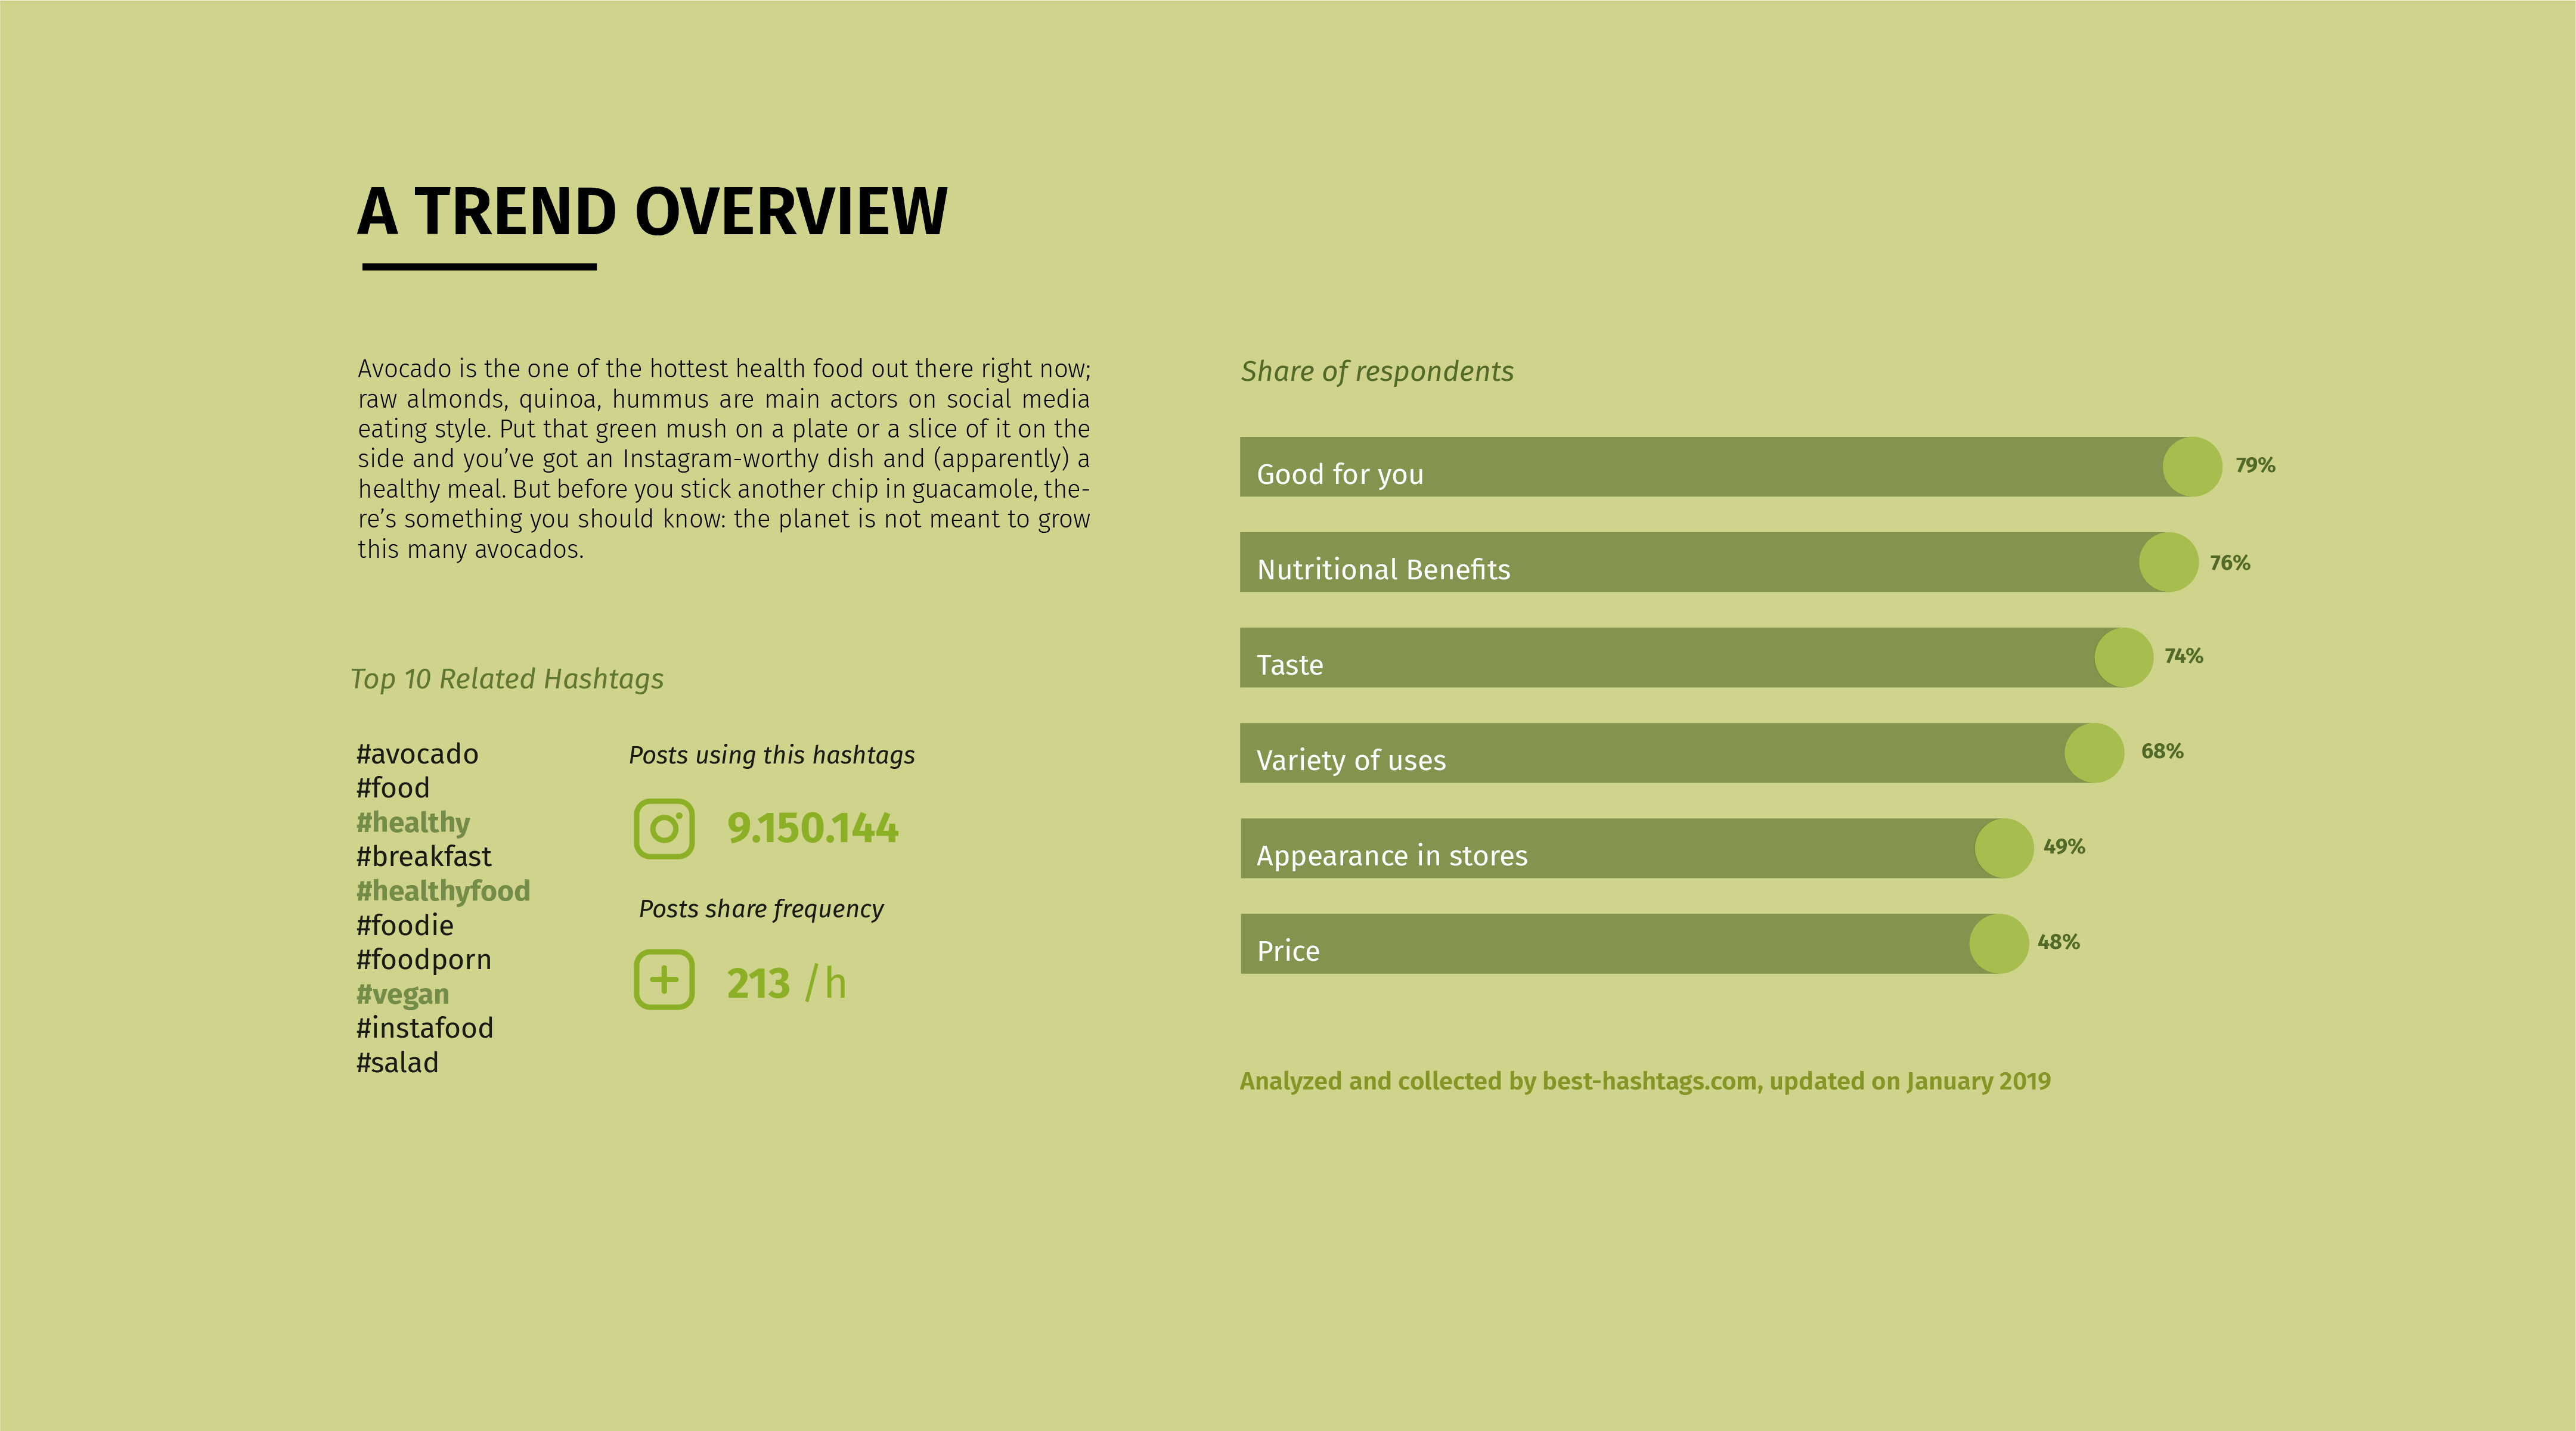 A TREND OVERVIEW
Avocado is the one of the hottest health food out there right now;
raw almonds, quinoa, hummus are main actors on social media
eating style. Put that green mush on a plate or a slice of it on the
side and you’ve got an Instagram-worthy dish and (apparently) a
healthy meal. But before you stick another chip in guacamole, the-
re’s something you should know: the planet is not meant to grow
this many avocados.
Top 10 Related Hashtags
#avocado
#food
#healthy
#breakfast
#healthyfood
#foodie
#foodporn
#vegan
#instafood
#salad
Posts using this hashtags
9.150.144
Posts share frequency
213 /h
Share of respondents
Good for you 79%
Nutritional Benefits 76%
Taste 74%
Variety of uses 68%
Appearance in stores 49%
Price 48%
Analyzed and collected by best-hashtags.com, updated on January 2019